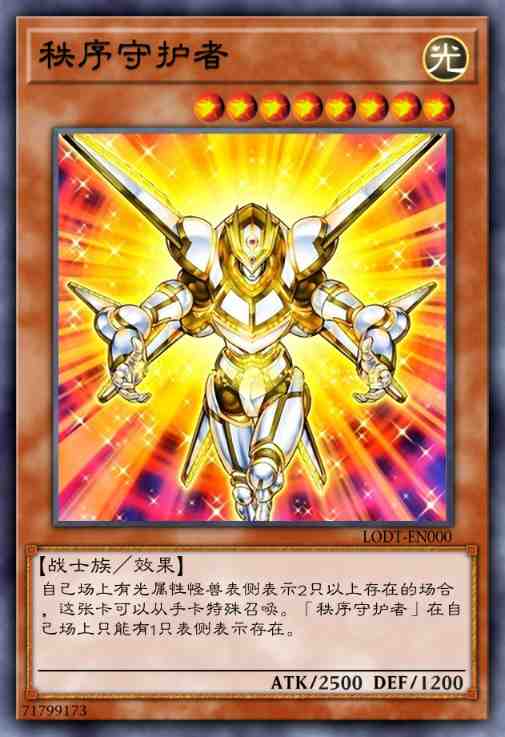 秩序守护者
光
LODT-EN000
【战士族／效果】
自己场上有光属性怪兽表侧表示2只以上存在的场合
，这张卡可以从手卡特殊召唤。「秩序守护者」在自
己场上只能有1只表侧表示存在。
ATK/2500 DEF/1200
71799173